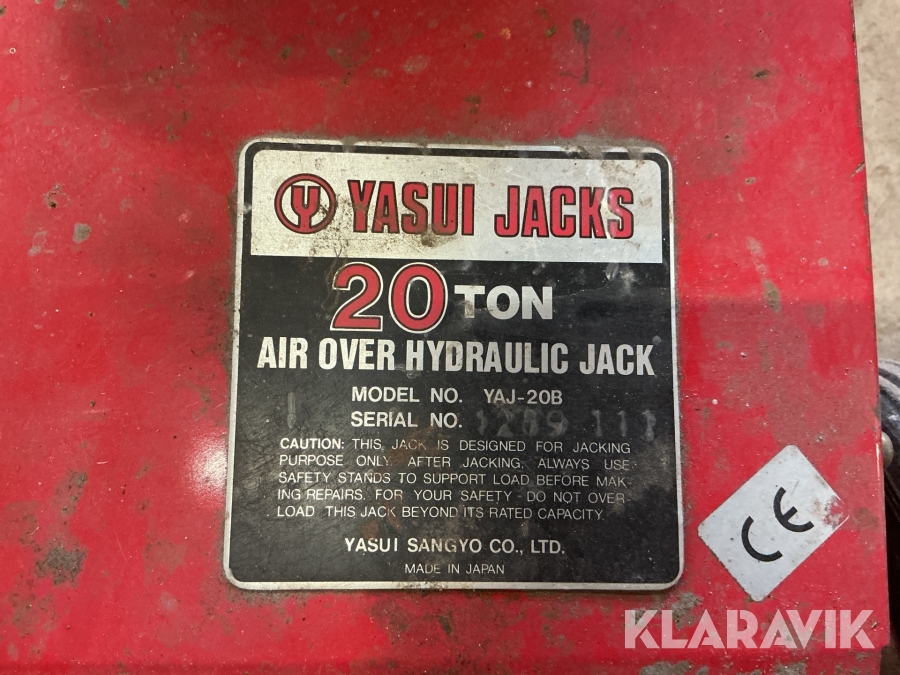 Y YASUI JACKS
20 TON
AIR OVER HYDRAULIC JACK
MODEL NO. YAJ-20B
SERIAL NO.
CAUTION: THIS JACK IS DESIGNED FOR JACKING
PURPOSE ONLY. AFTER JACKING, ALWAYS USE
SAFETY STANDS TO SUPPORT LOAD BEFORE MAK-
ING REPAIRS. FOR YOUR SAFETY - DO NOT OVER-
LOAD THIS JACK BEYOND ITS RATED CAPACITY.
YASUI SANGYO CO., LTD.
MADE IN JAPAN
CE
KLARAVIK